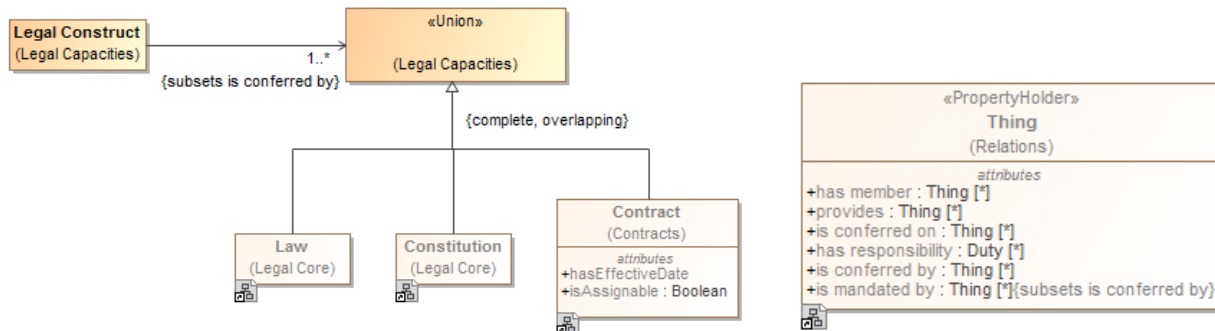 Legal Construct
(Legal Capacities)
1..*
{subsets is conferred by}
«Union»
(Legal Capacities)
{complete, overlapping}
Law
(Legal Core)
Constitution
(Legal Core)
Contract
(Contracts)
attributes
+hasEffectiveDate
+isAssignable : Boolean
«PropertyHolder»
Thing
(Relations)
attributes
+has member : Thing [*]
+provides : Thing [*]
+is conferred on : Thing [*]
+has responsibility : Duty [*]
+is conferred by : Thing [*]
+is mandated by : Thing [*]{subsets is conferred by}